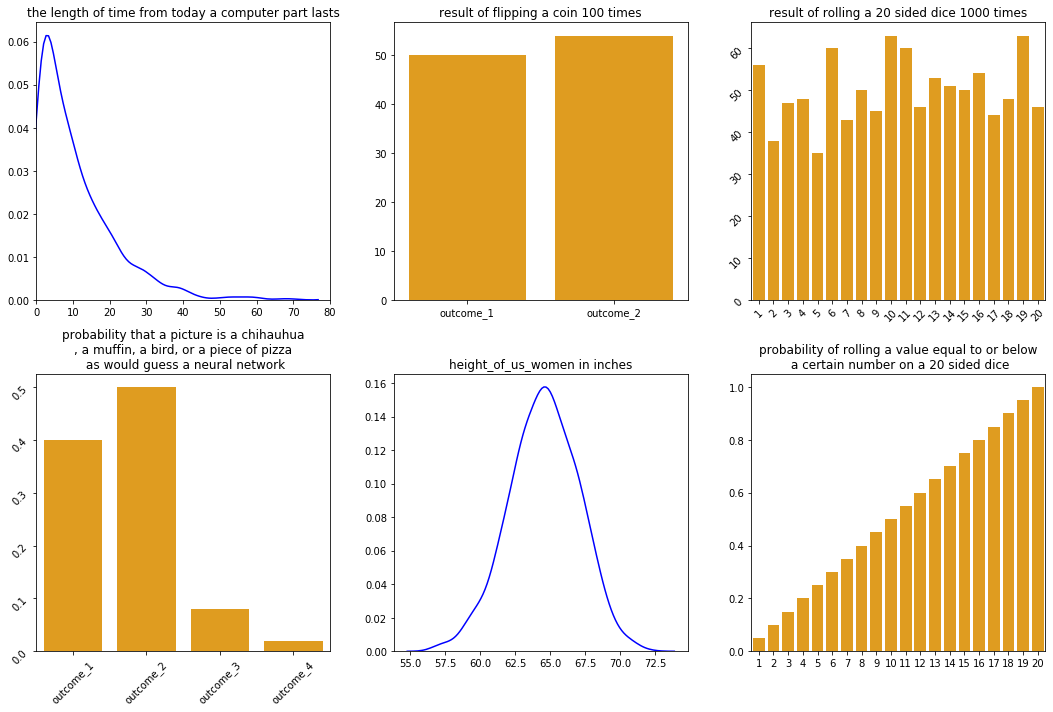 the length of time from today a computer part lasts
0.06
0.05
0.04
0.03
0.02
0.01
0.00
0 10 20 30 40 50 60 70 80
result of flipping a coin 100 times
50
40
30
20
10
0
outcome_1 outcome_2
result of rolling a 20 sided dice 1000 times
60
50
40
30
20
10
0
1 2 3 4 5 6 7 8 9 10 11 12 13 14 15 16 17 18 19 20
probability that a picture is a chihauhua
, a muffin, a bird, or a piece of pizza
as would guess a neural network
0.5
0.4
0.3
0.2
0.1
0.0
outcome_1 outcome_2 outcome_3 outcome_4
height_of_us_women in inches
0.16
0.14
0.12
0.10
0.08
0.06
0.04
0.02
0.00
55.0 57.5 60.0 62.5 65.0 67.5 70.0 72.5
probability of rolling a value equal to or below
a certain number on a 20 sided dice
1.0
0.8
0.6
0.4
0.2
0.0
1 2 3 4 5 6 7 8 9 10 11 12 13 14 15 16 17 18 19 20